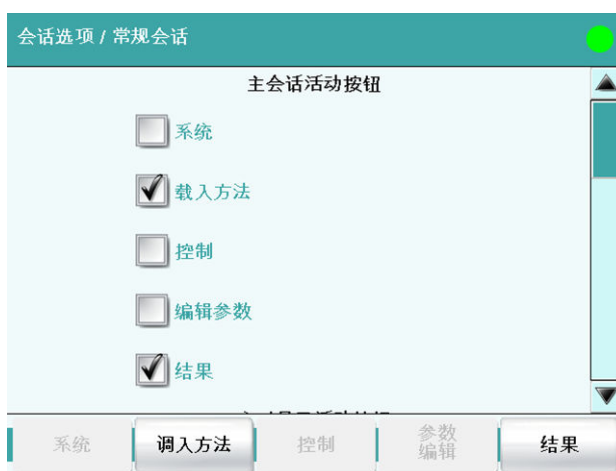 会话选项 / 常规会话
主会话活动按钮
系统
载入方法
控制
编辑参数
结果
系统
调入方法
控制
参数
编辑
结果